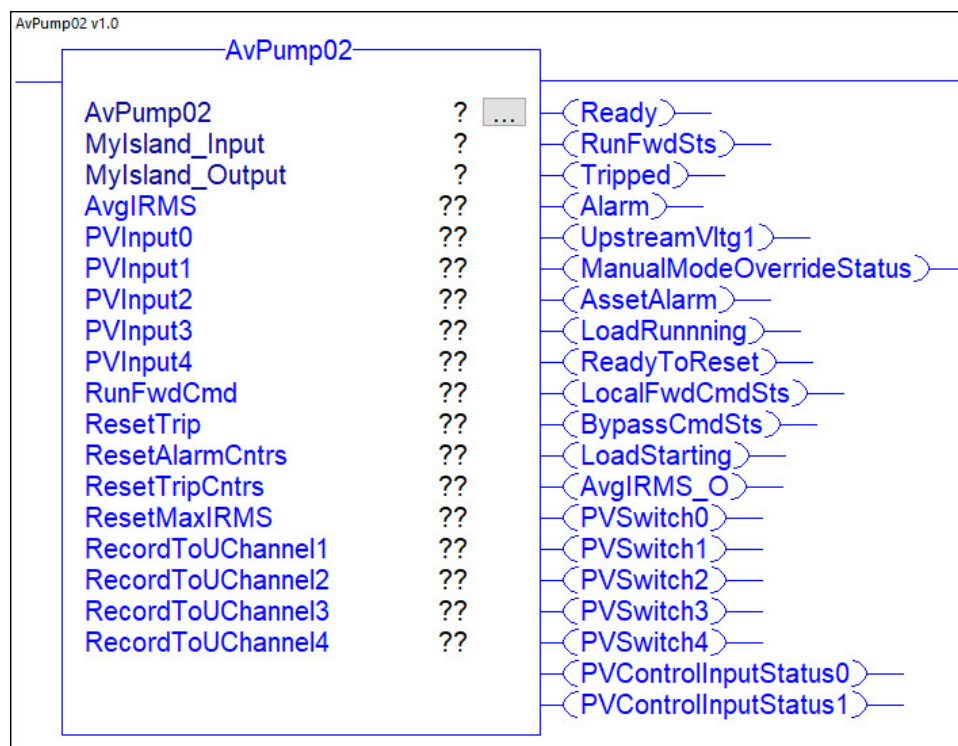 AvPump02 v1.0
AvPump02
AvPump02 ? ... Ready
MyIsland_Input ? RunFwdSts
MyIsland_Output ? Tripped
AvgIRMS ?? Alarm
PVInput0 ?? UpstreamVltg1
PVInput1 ?? ManualModeOverrideStatus
PVInput2 ?? AssetAlarm
PVInput3 ?? LoadRunnning
PVInput4 ?? ReadyToReset
RunFwdCmd ?? LocalFwdCmdSts
ResetTrip ?? BypassCmdSts
ResetAlarmCntrs ?? LoadStarting
ResetTripCntrs ?? AvgIRMS_O
ResetMaxIRMS ?? PVSwitch0
RecordToUChannel1 ?? PVSwitch1
RecordToUChannel2 ?? PVSwitch2
RecordToUChannel3 ?? PVSwitch3
RecordToUChannel4 ?? PVSwitch4
PVControlInputStatus0
PVControlInputStatus1